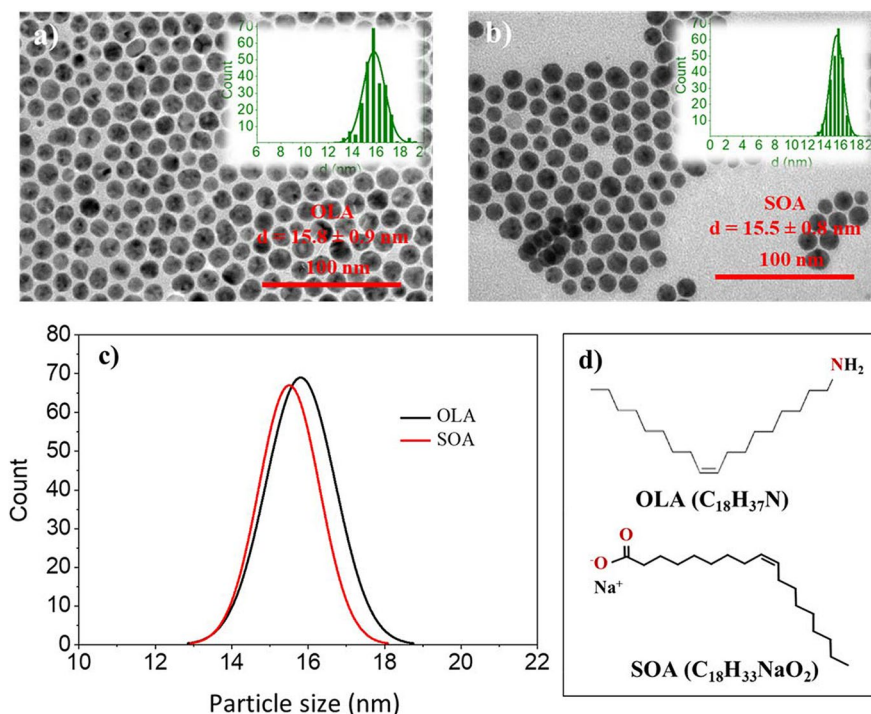 a)
70
60
50
40
30
20
10
0
Count
6 8 10 12 14 16 18 2
d (nm)
OLA
d = 15.8 ± 0.9 nm
100 nm
b)
70
60
50
40
30
20
10
0
Count
0 2 4 6 8 10 12 14 16 18
d (nm)
SOA
d = 15.5 ± 0.8 nm
100 nm
c)
80
70
60
50
40
30
20
10
0
Count
OLA
SOA
10 12 14 16 18 20 22
Particle size (nm)
d)
NH₂
OLA (C₁₈H₃₇N)
O
⁻O
Na⁺
SOA (C₁₈H₃₃NaO₂)